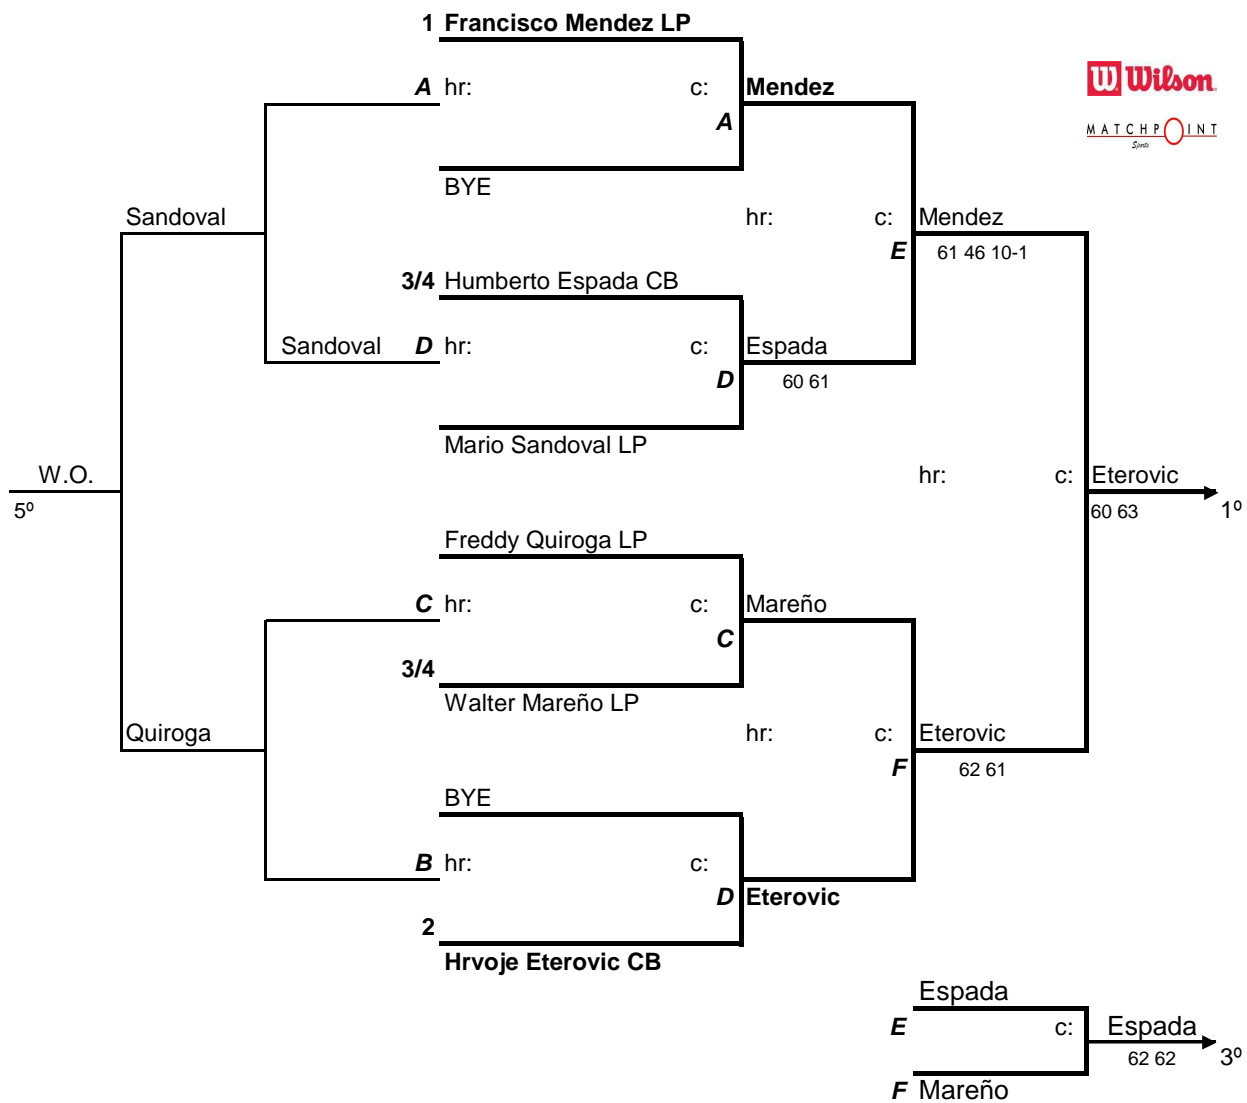 1 Francisco Mendez LP
A hr: c: Mendez
A
BYE
Sandoval hr: c: Mendez
E 61 46 10-1
3/4 Humberto Espada CB
Sandoval D hr: c: Espada
D 60 61
Mario Sandoval LP
W.O. hr: c: Eterovic
5º 60 63 1º
Freddy Quiroga LP
C hr: c: Mareño
C
3/4
Walter Mareño LP
Quiroga hr: c: Eterovic
F 62 61
BYE
B hr: c:
D Eterovic
2
Hrvoje Eterovic CB
Espada
E c: Espada
62 62 3º
F Mareño
W Wilson
MATCHPOINT
Sports